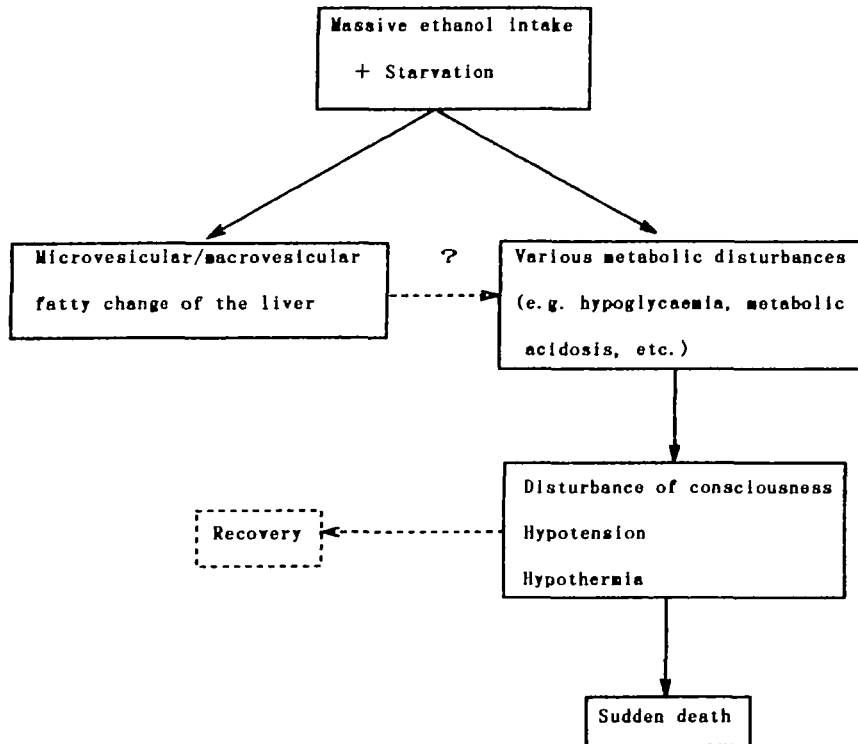 Massive ethanol intake
+ Starvation
Microvesicular/macrovesicular
fatty change of the liver
?
Various metabolic disturbances
(e.g. hypoglycaemia, metabolic
acidosis, etc.)
Disturbance of consciousness
Hypotension
Hypothermia
Recovery
Sudden death